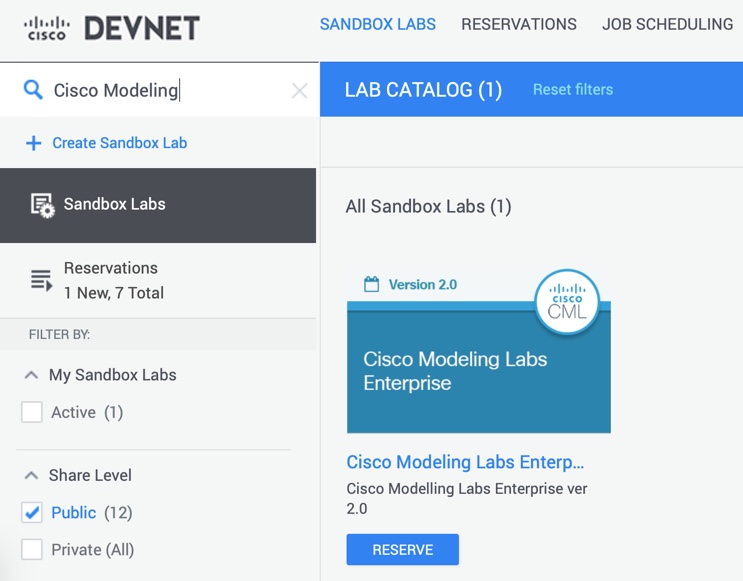 cisco DEVNET
SANDBOX LABS RESERVATIONS JOB SCHEDULING
Cisco Modeling
LAB CATALOG (1) Reset filters
Create Sandbox Lab
Sandbox Labs
Reservations
1 New, 7 Total
FILTER BY:
My Sandbox Labs
Active (1)
Share Level
Public (12)
Private (All)
All Sandbox Labs (1)
Version 2.0
cisco
CML
Cisco Modeling Labs
Enterprise
Cisco Modeling Labs Enterp...
Cisco Modelling Labs Enterprise ver
2.0
RESERVE